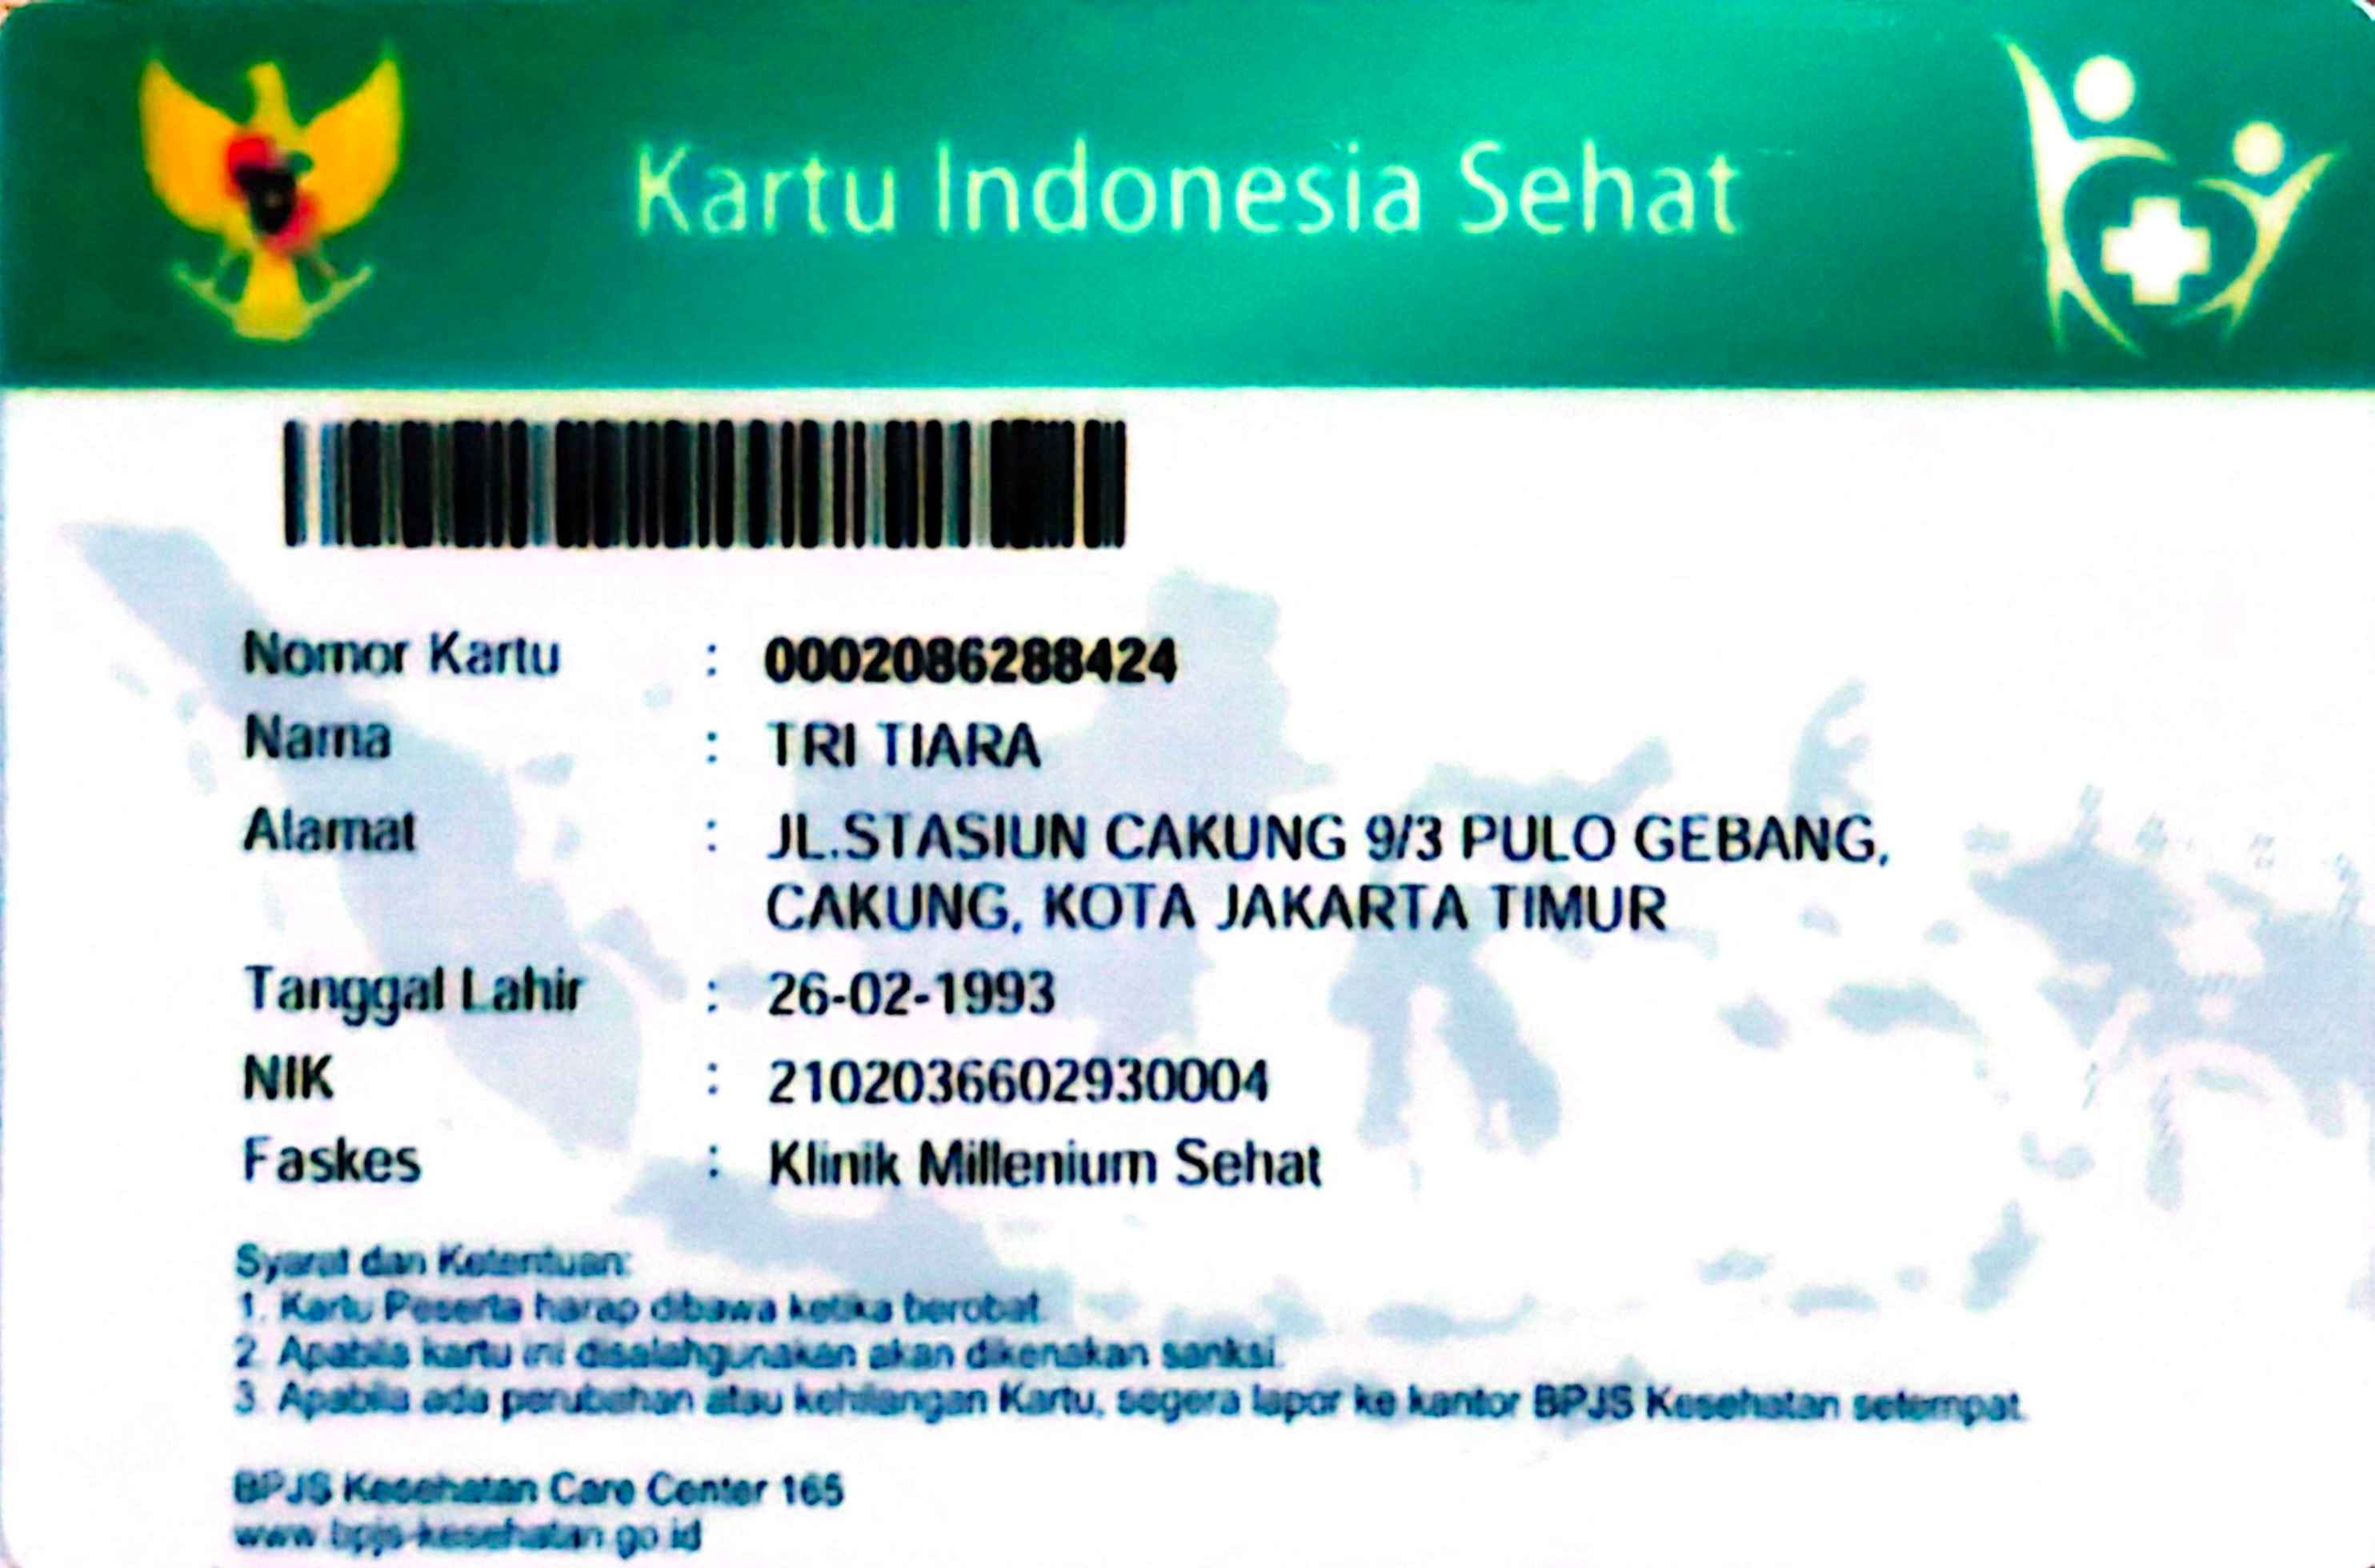 Kartu Indonesia Sehat
Nomor Kartu : 0002086288424
Nama : TRI TIARA
Alamat : JL.STASIUN CAKUNG 9/3 PULO GEBANG,
CAKUNG, KOTA JAKARTA TIMUR
Tanggal Lahir : 26-02-1993
NIK : 2102036602930004
Faskes : Klinik Millenium Sehat
Syarat dan Ketentuan:
1. Kartu Peserta harap dibawa ketika berobat.
2. Apabila kartu ini disalahgunakan akan dikenakan sanksi.
3. Apabila ada perubahan atau kehilangan Kartu, segera lapor ke kantor BPJS Kesehatan setempat.
BPJS Kesehatan Care Center 165
www.bpjs-kesehatan.go.id